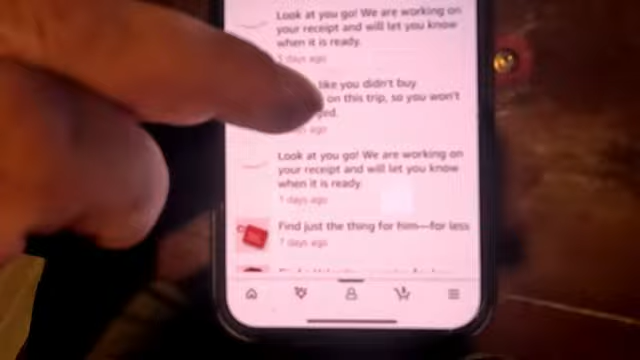 Look at you go! We are working on
your receipt and will let you know
when it is ready.
days ago
like you didn't buy
on this trip, so you won't
ago
Look at you go! We are working on
your receipt and will let you know
when it is ready.
7 days ago
Find just the thing for him—for less
7 days ago